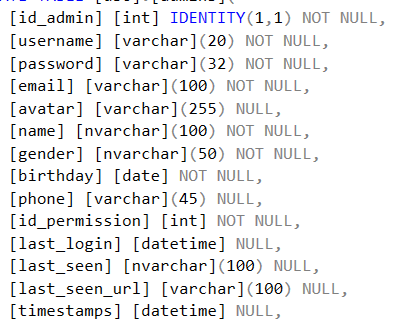 [id_admin] [int] IDENTITY(1,1) NOT NULL,
[username] [varchar](20) NOT NULL,
[password] [varchar](32) NOT NULL,
[email] [varchar](100) NOT NULL,
[avatar] [varchar](255) NULL,
[name] [nvarchar](100) NOT NULL,
[gender] [nvarchar](50) NOT NULL,
[birthday] [date] NOT NULL,
[phone] [varchar](45) NULL,
[id_permission] [int] NOT NULL,
[last_login] [datetime] NULL,
[last_seen] [nvarchar](100) NULL,
[last_seen_url] [varchar](100) NULL,
[timestamps] [datetime] NULL,